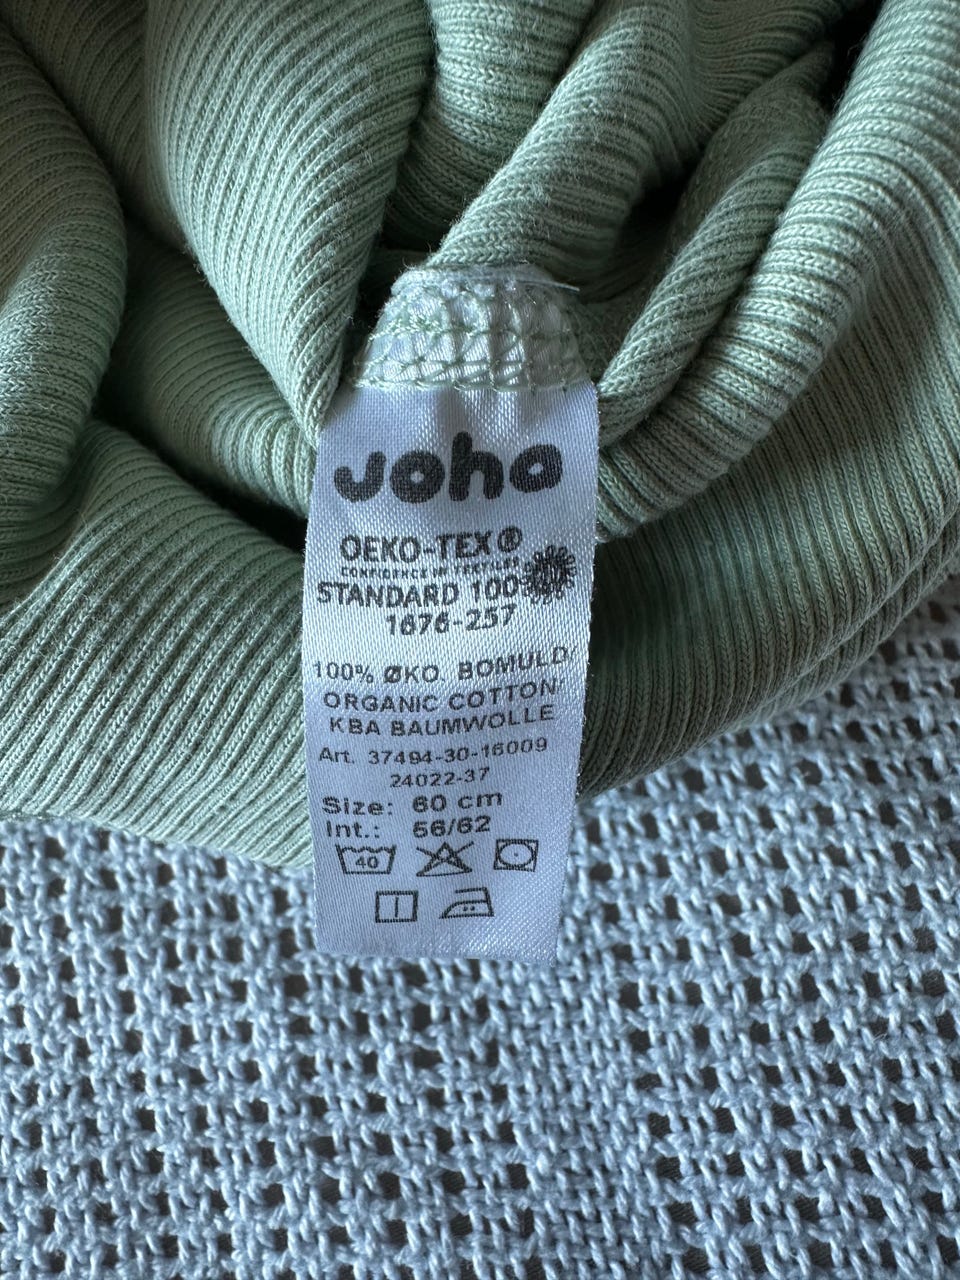 Joha
OEKO-TEX®
CONFIDENCE IN TEXTILES
STANDARD 100
1676-257
100% ØKO. BOMULD/
ORGANIC COTTON/
KBA BAUMWOLLE
Art. 37494-30-16009
24022-37
Size: 60 cm
Int.: 56/62
40